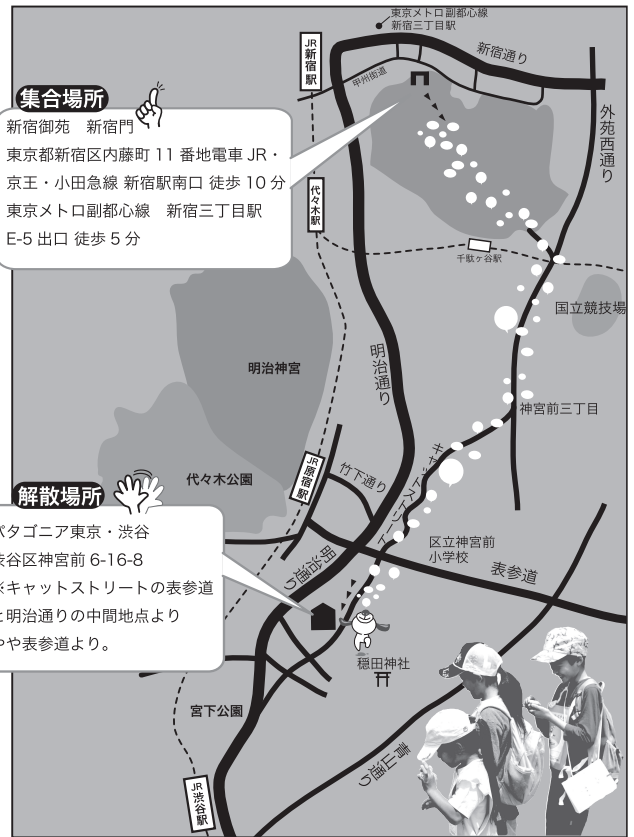 東京メトロ副都心線
新宿三丁目駅
JR新宿駅
新宿通り
甲州街道
外苑西通り
集合場所
新宿御苑　新宿門
東京都新宿区内藤町 11 番地電車 JR・
京王・小田急線 新宿駅南口 徒歩 10 分
東京メトロ副都心線　新宿三丁目駅
E-5 出口 徒歩 5 分
代々木駅
千駄ヶ谷駅
国立競技場
明治神宮
明治通り
神宮前三丁目
キャットストリート
JR原宿駅
竹下通り
代々木公園
解散場所
パタゴニア東京・渋谷
渋谷区神宮前 6-16-8
※キャットストリートの表参道
と明治通りの中間地点より
やや表参道より。
明治通り
区立神宮前
小学校
表参道
穏田神社
宮下公園
青山通り
JR渋谷駅